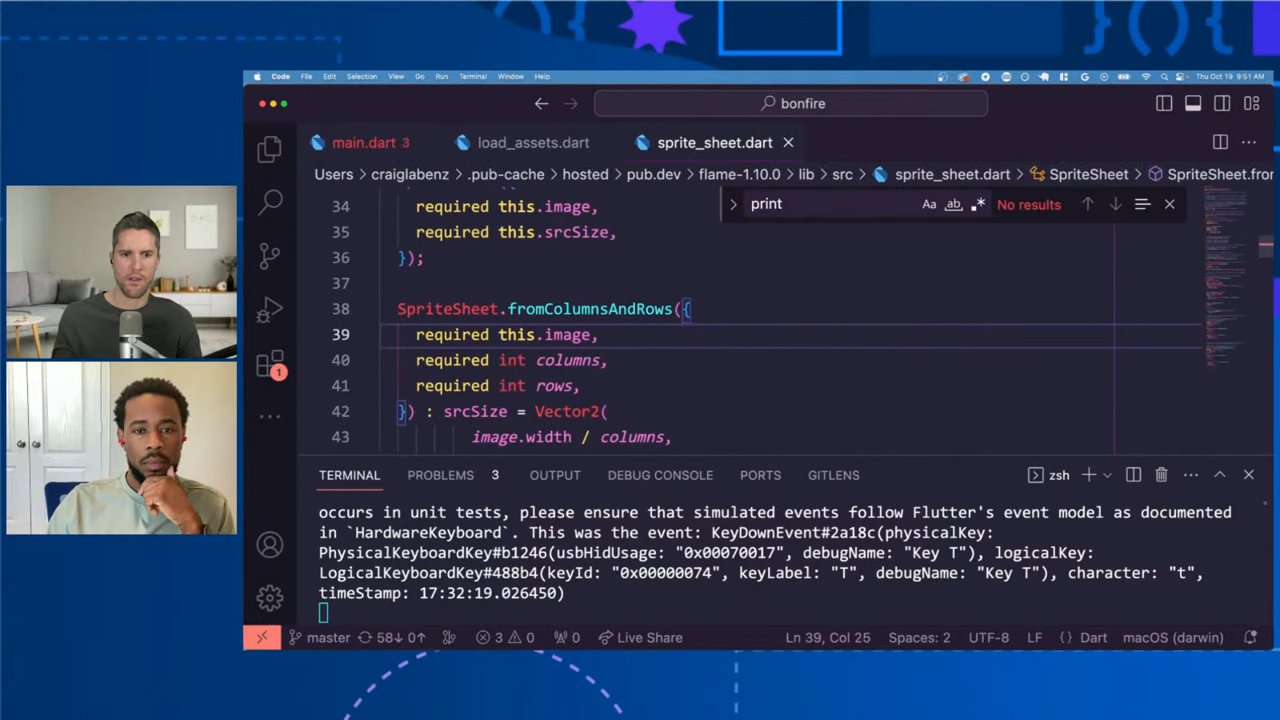 Code File Edit Selection View Go Run Terminal Window Help Thu Oct 19 9:51 AM
bonfire
main.dart 3 load_assets.dart sprite_sheet.dart
Users > craiglabenz > .pub-cache > hosted > pub.dev > flame-1.10.0 > lib > src > sprite_sheet.dart > SpriteSheet > SpriteSheet.from
print Aa ab .* No results
34 required this.image,
35 required this.srcSize,
36 });
37
38 SpriteSheet.fromColumnsAndRows({
39 required this.image,
40 required int columns,
41 required int rows,
42 }) : srcSize = Vector2(
43 image.width / columns,
1
TERMINAL PROBLEMS 3 OUTPUT DEBUG CONSOLE PORTS GITLENS zsh
occurs in unit tests, please ensure that simulated events follow Flutter's event model as documented
in `HardwareKeyboard`. This was the event: KeyDownEvent#2a18c(physicalKey:
PhysicalKeyboardKey#b1246(usbHidUsage: "0x00070017", debugName: "Key T"), logicalKey:
LogicalKeyboardKey#488b4(keyId: "0x00000074", keyLabel: "T", debugName: "Key T"), character: "t",
timeStamp: 17:32:19.026450)
master 58↓ 0↑ 3 0 0 Live Share Ln 39, Col 25 Spaces: 2 UTF-8 LF {} Dart macOS (darwin)